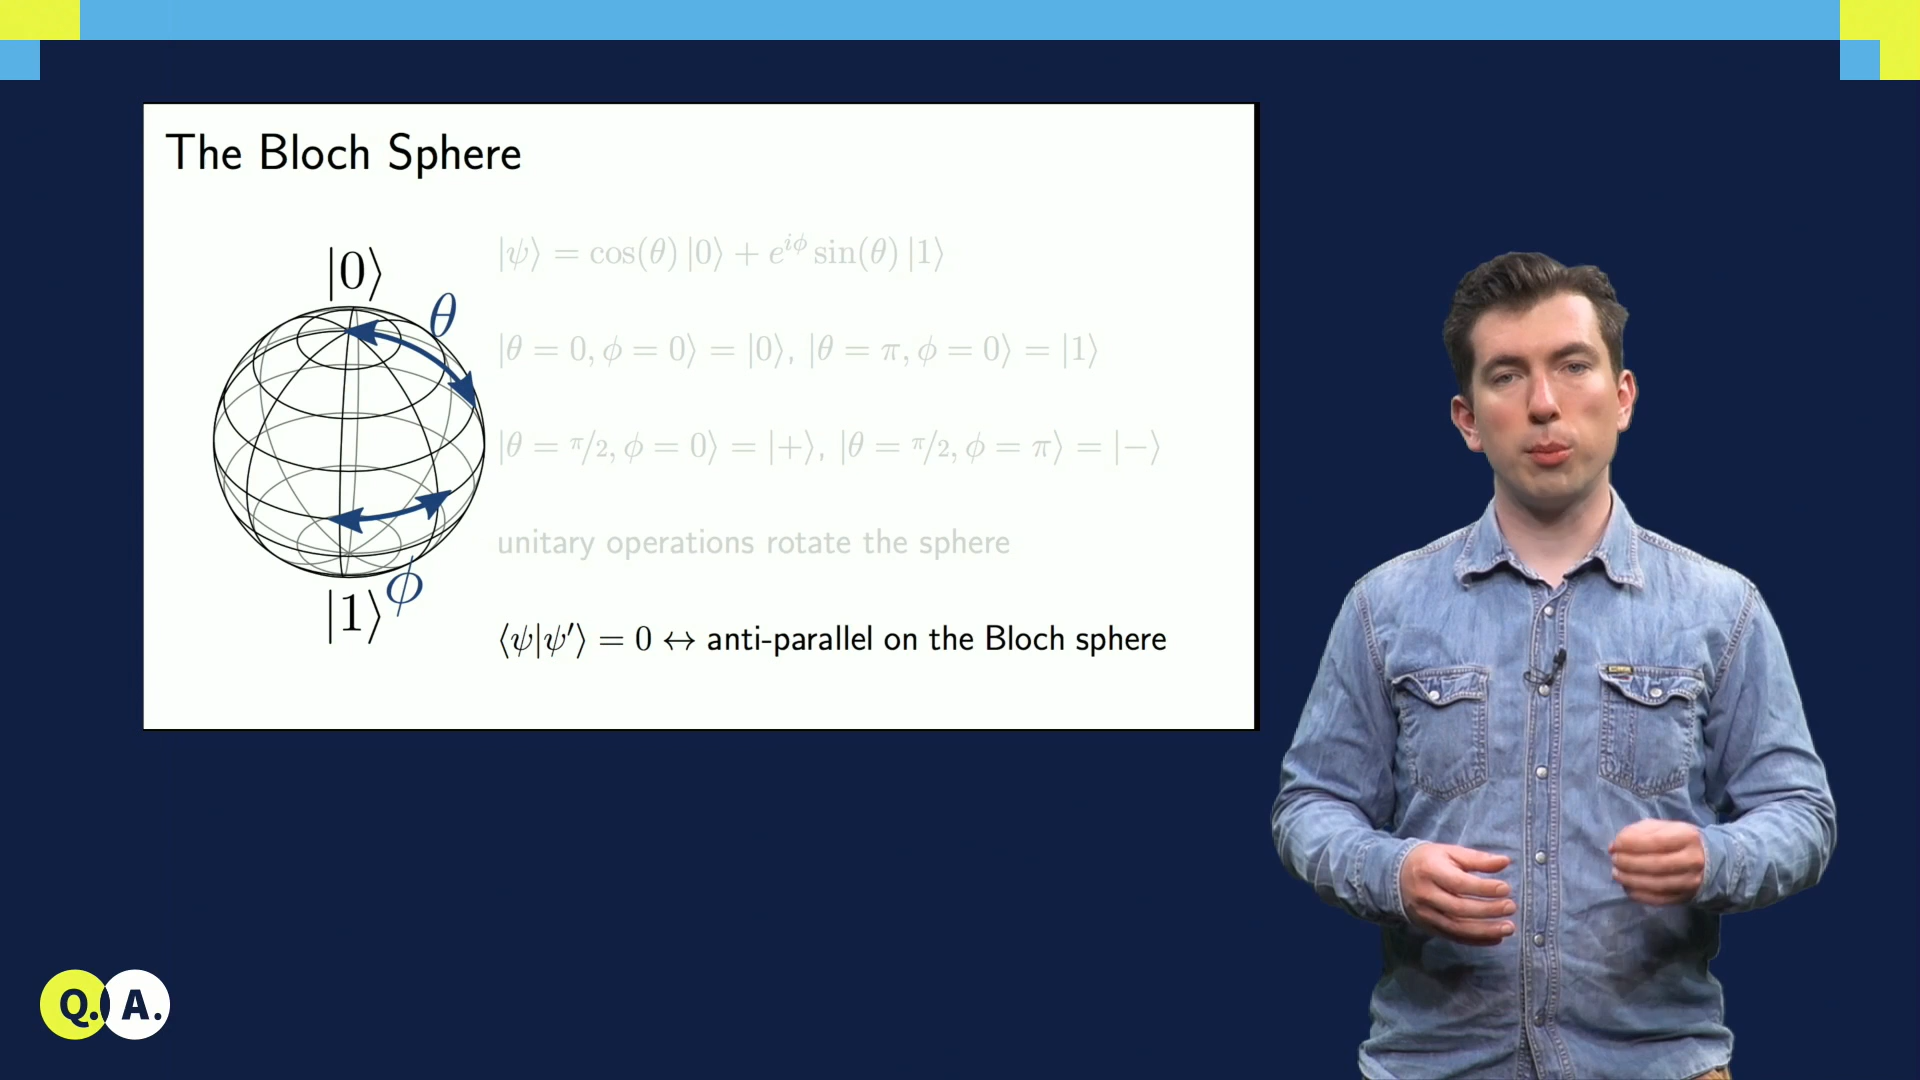 The Bloch Sphere
|0⟩
θ
ϕ
|1⟩
|ψ⟩ = cos(θ) |0⟩ + e^{iϕ} sin(θ) |1⟩
|θ = 0, ϕ = 0⟩ = |0⟩, |θ = π, ϕ = 0⟩ = |1⟩
|θ = π/2, ϕ = 0⟩ = |+⟩, |θ = π/2, ϕ = π⟩ = |−⟩
unitary operations rotate the sphere
⟨ψ|ψ′⟩ = 0 ↔ anti-parallel on the Bloch sphere
Q. A.